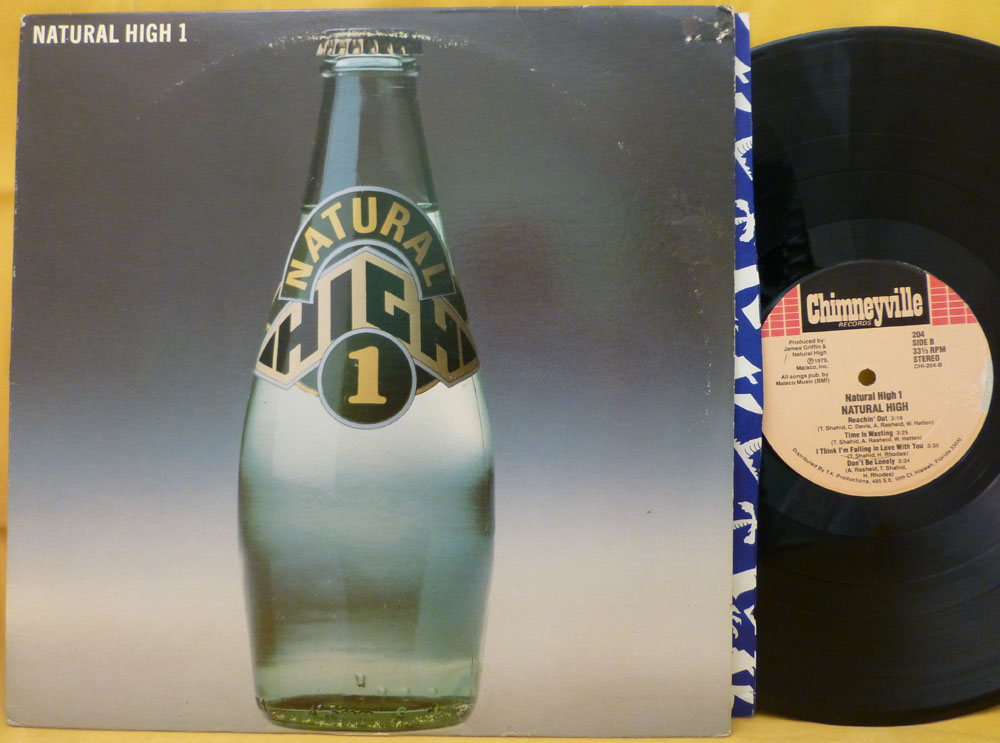 NATURAL HIGH 1
NATURAL
HIGH
1
Chimneyville
RECORDS
Produced by:
James Griffin &
Natural High
℗1979,
Malaco, Inc.
All songs pub. by
Malaco Music (BMI)
204
SIDE B
33⅓ RPM
STEREO
CHI-204-B
Natural High 1
NATURAL HIGH
Reachin' Out 3:19
(T. Shahid, C. Davis, A. Rasheid, W. Hatten)
Time Is Wasting 3:25
(T. Shahid, A. Rasheid, W. Hatten)
I Think I'm Falling in Love With You 3:35
(T. Shahid, H. Rhodes)
Don't Be Lonely 3:34
(A. Rasheid, T. Shahid,
H. Rhodes)
Distributed By T.K. Productions, 495 S.E. 10th Ct. Hialeah, Florida 33010